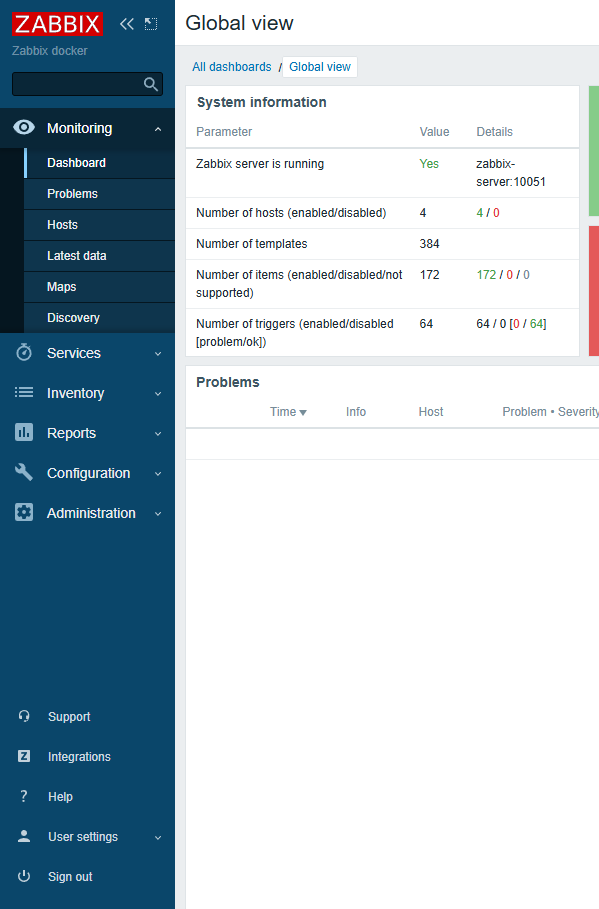 ZABBIX
Zabbix docker
Monitoring
Dashboard
Problems
Hosts
Latest data
Maps
Discovery
Services
Inventory
Reports
Configuration
Administration
Support
Z Integrations
? Help
User settings
Sign out
Global view
All dashboards / Global view
System information
Parameter Value Details
Zabbix server is running Yes zabbix-
server:10051
Number of hosts (enabled/disabled) 4 4 / 0
Number of templates 384
Number of items (enabled/disabled/not 172 172 / 0 / 0
supported)
Number of triggers (enabled/disabled 64 64 / 0 [0 / 64]
[problem/ok])
Problems
Time Info Host Problem • Severity